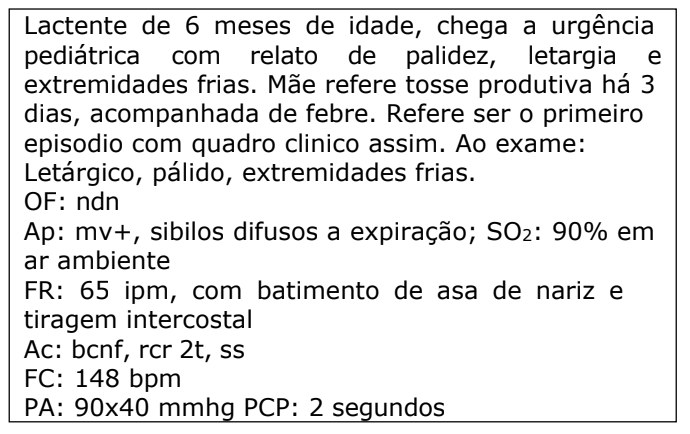 Lactente de 6 meses de idade, chega a urgência
pediátrica com relato de palidez, letargia e
extremidades frias. Mãe refere tosse produtiva há 3
dias, acompanhada de febre. Refere ser o primeiro
episodio com quadro clinico assim. Ao exame:
Letárgico, pálido, extremidades frias.
OF: ndn
Ap: mv+, sibilos difusos a expiração; SO₂: 90% em
ar ambiente
FR: 65 ipm, com batimento de asa de nariz e
tiragem intercostal
Ac: bcnf, rcr 2t, ss
FC: 148 bpm
PA: 90x40 mmhg PCP: 2 segundos